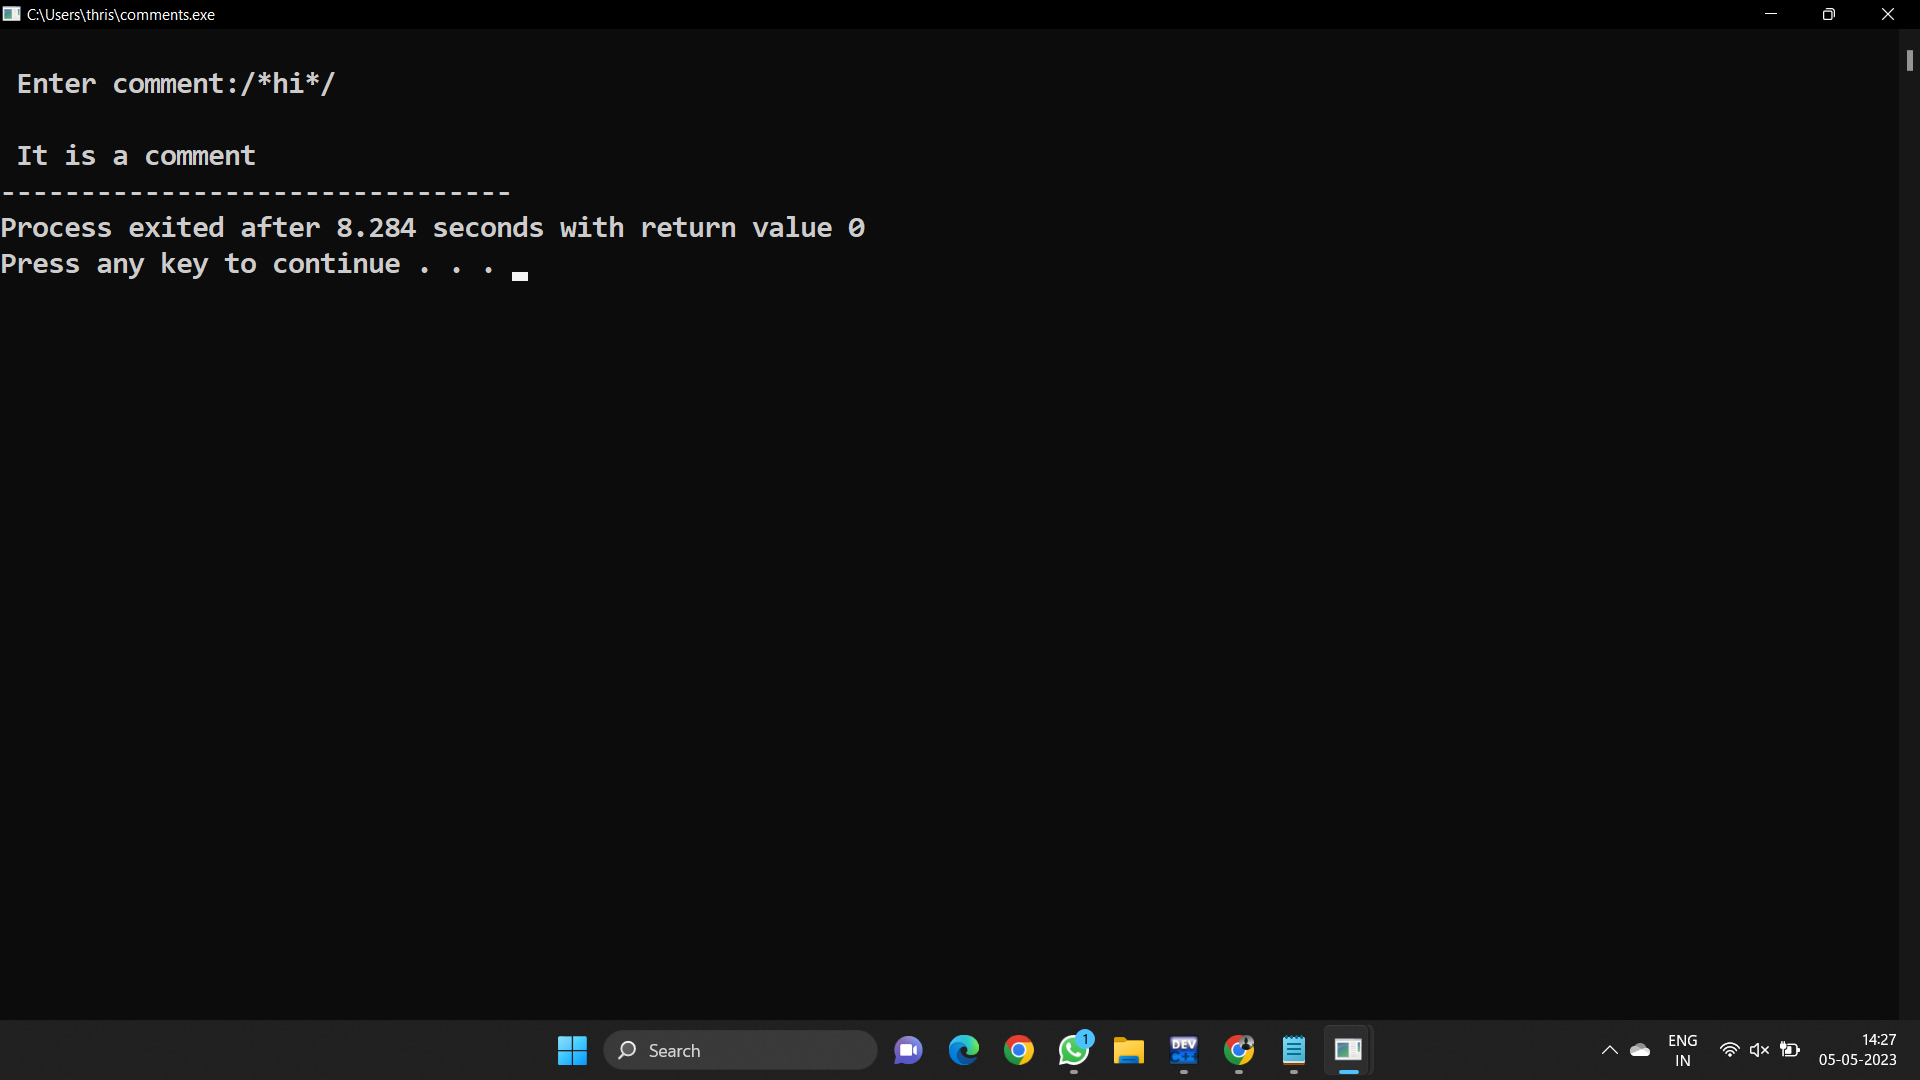 C:\Users\thris\comments.exe
Enter comment:/*hi*/
It is a comment
--------------------------------
Process exited after 8.284 seconds with return value 0
Press any key to continue . . .
Search
1
DEV
C++
ENG
IN
14:27
05-05-2023